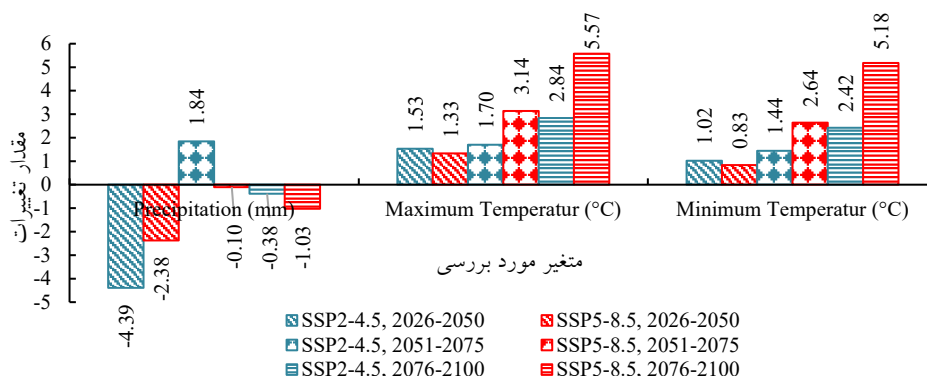 مقدار تغییرات
6
5
4
3
2
1
0
-1
-2
-3
-4
-5
-4.39
-2.38
1.84
-0.10
-0.38
-1.03
1.53
1.33
1.70
3.14
2.84
5.57
1.02
0.83
1.44
2.64
2.42
5.18
Precipitation (mm)
Maximum Temperatur (°C)
Minimum Temperatur (°C)
متغیر مورد بررسی
SSP2-4.5, 2026-2050
SSP5-8.5, 2026-2050
SSP2-4.5, 2051-2075
SSP5-8.5, 2051-2075
SSP2-4.5, 2076-2100
SSP5-8.5, 2076-2100